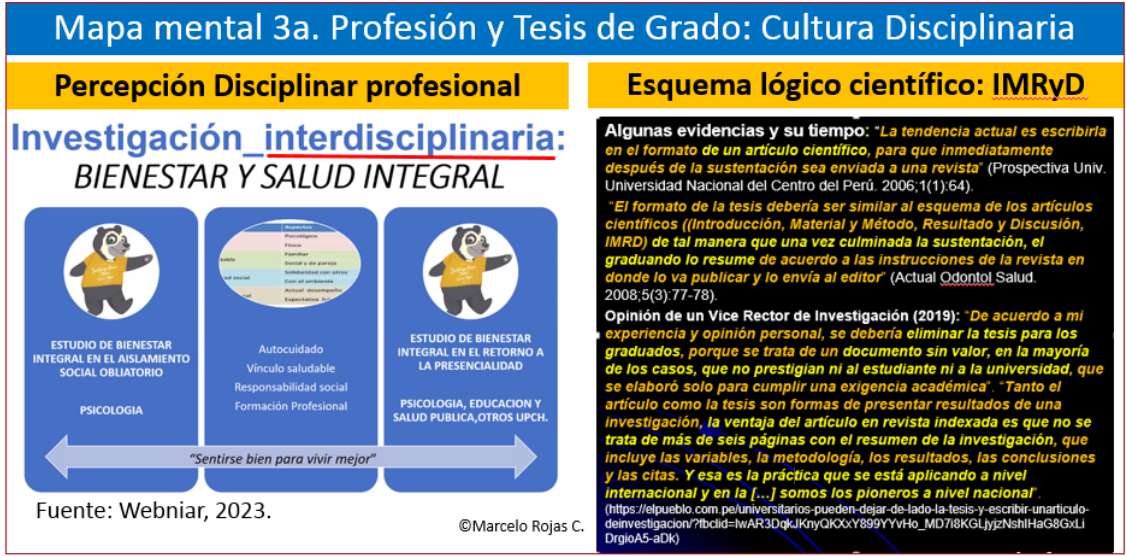 Mapa mental 3a. Profesión y Tesis de Grado: Cultura Disciplinaria
Percepción Disciplinar profesional
Investigación_interdisciplinaria:
BIENESTAR Y SALUD INTEGRAL
ESTUDIO DE BIENESTAR
INTEGRAL EN EL AISLAMIENTO
SOCIAL OBLIATORIO
PSICOLOGIA
Aspectos
Psicológico
Físico
Familiar
Social y de pareja
Solidaridad con otros
Con el ambiente
Actual desempeño
Expectativa
Autocuidado
Vínculo saludable
Responsabilidad social
Formación Profesional
ESTUDIO DE BIENESTAR
INTEGRAL EN EL RETORNO A
LA PRESENCIALIDAD
PSICOLOGIA, EDUCACION Y
SALUD PUBLICA,OTROS UPCH.
“Sentirse bien para vivir mejor”
Fuente: Webniar, 2023.
©Marcelo Rojas C.
Esquema lógico científico: IMRyD
Algunas evidencias y su tiempo: “La tendencia actual es escribirla
en el formato de un artículo científico, para que inmediatamente
después de la sustentación sea enviada a una revista” (Prospectiva Univ.
Universidad Nacional del Centro del Perú. 2006;1(1):64).
“El formato de la tesis debería ser similar al esquema de los artículos
científicos ((Introducción, Material y Método, Resultado y Discusión,
IMRD) de tal manera que una vez culminada la sustentación, el
graduando lo resume de acuerdo a las instrucciones de la revista en
donde lo va publicar y lo envía al editor” (Actual Odontol Salud.
2008;5(3):77-78).
Opinión de un Vice Rector de Investigación (2019): “De acuerdo a mi
experiencia y opinión personal, se debería eliminar la tesis para los
graduados, porque se trata de un documento sin valor, en la mayoría
de los casos, que no prestigian ni al estudiante ni a la universidad, que
se elaboró solo para cumplir una exigencia académica”. “Tanto el
artículo como la tesis son formas de presentar resultados de una
investigación, la ventaja del artículo en revista indexada es que no se
trata de más de seis páginas con el resumen de la investigación, que
incluye las variables, la metodología, los resultados, las conclusiones
y las citas. Y esa es la práctica que se está aplicando a nivel
internacional y en la [...] somos los pioneros a nivel nacional”.
(https://elpueblo.com.pe/universitarios-pueden-dejar-de-lado-la-tesis-y-escribir-unarticulo-
deinvestigacion/?fbclid=IwAR3DqkJKnyQKXxY899YYvHo_MD7i8KGLjyjzNshIHaG8GxLi
DrgioA5-aDk)